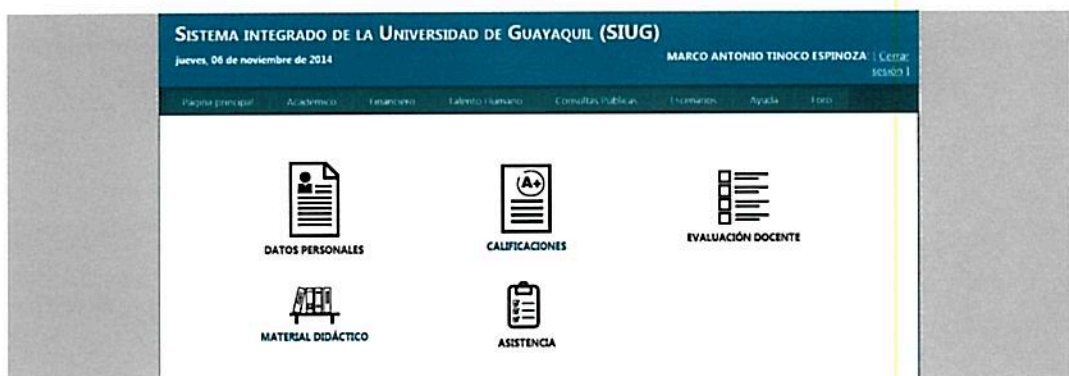 SISTEMA INTEGRADO DE LA UNIVERSIDAD DE GUAYAQUIL (SIUG)
jueves, 06 de noviembre de 2014
MARCO ANTONIO TINOCO ESPINOZA: [ Cerrar
sesión ]
Página principal Académico Financiero Talento Humano Consultas Públicas Escenarios Ayuda Foro
A+
DATOS PERSONALES CALIFICACIONES EVALUACIÓN DOCENTE
MATERIAL DIDÁCTICO ASISTENCIA